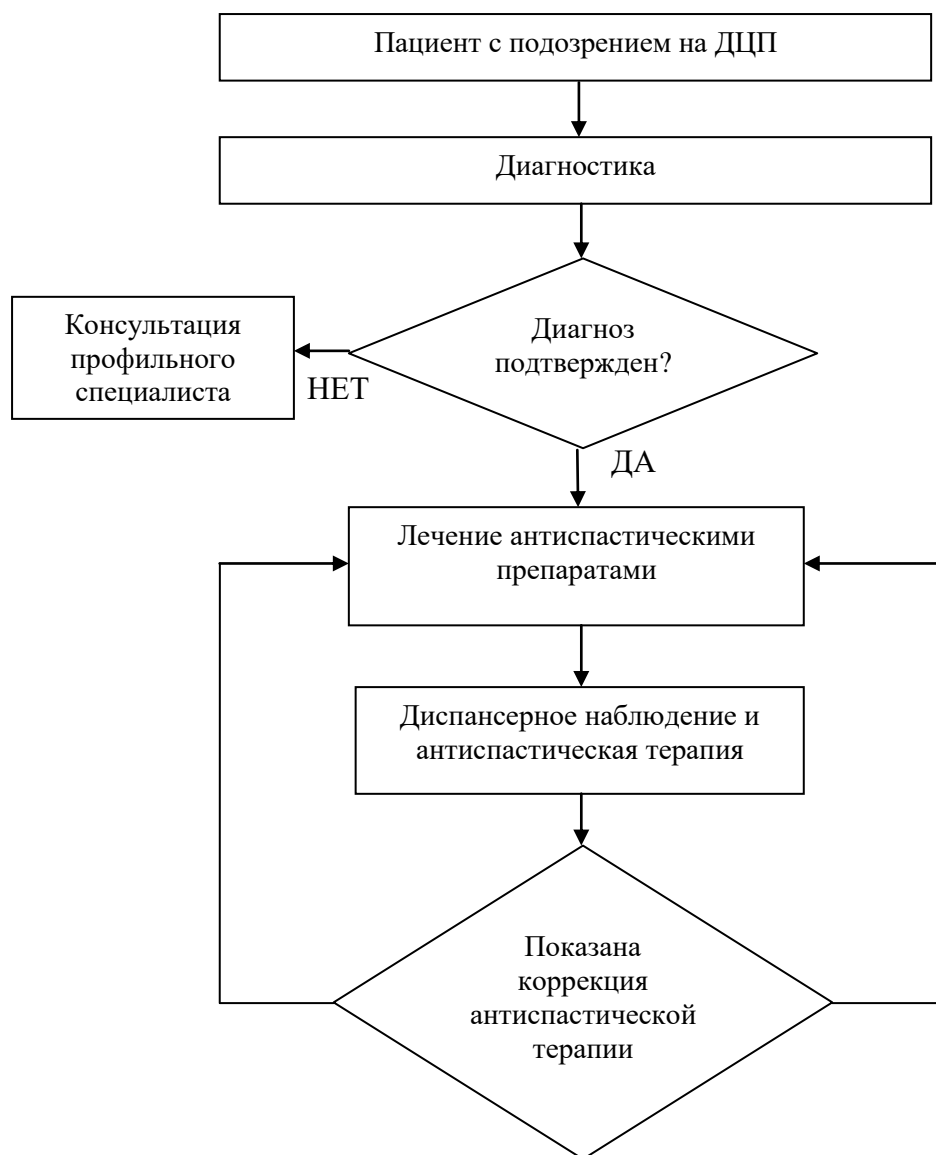 Пациент с подозрением на ДЦП
Диагностика
Диагноз
подтвержден?
Консультация
профильного
специалиста
НЕТ
ДА
Лечение антиспастическими
препаратами
Диспансерное наблюдение и
антиспастическая терапия
Показана
коррекция
антиспастической
терапии